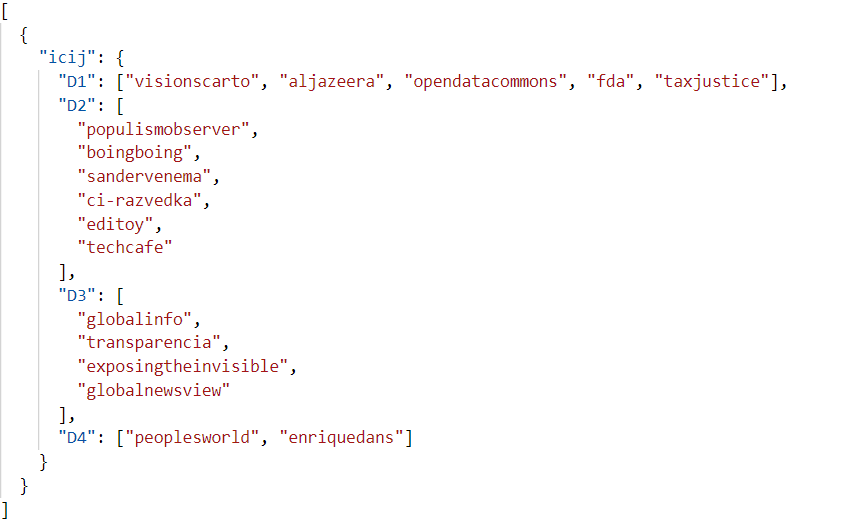 [
  {
    "icij": {
      "D1": ["visionscarto", "aljazeera", "opendatacommons", "fda", "taxjustice"],
      "D2": [
        "populismobserver",
        "boingboing",
        "sandervenema",
        "ci-razvedka",
        "editoy",
        "techcafe"
      ],
      "D3": [
        "globalinfo",
        "transparencia",
        "exposingtheinvisible",
        "globalnewsview"
      ],
      "D4": ["peoplesworld", "enriquedans"]
    }
  }
]